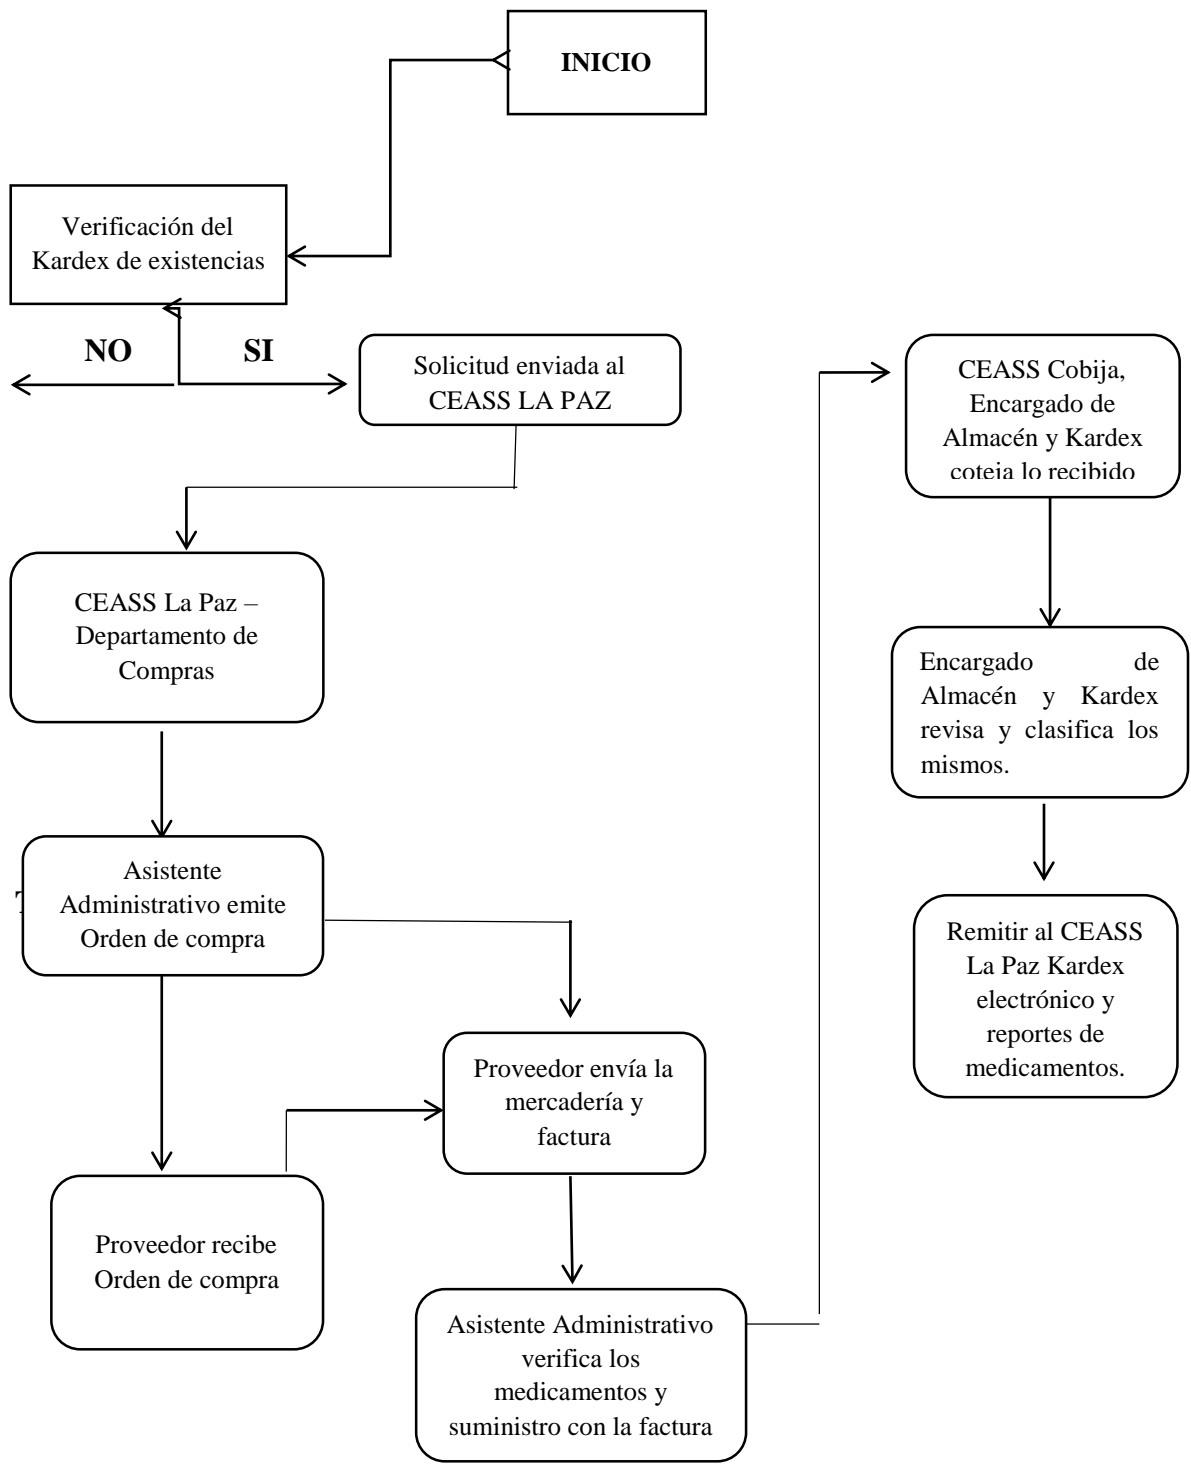 INICIO
Verificación del
Kardex de existencias
NO
SI
Solicitud enviada al
CEASS LA PAZ
CEASS La Paz –
Departamento de
Compras
Asistente
Administrativo emite
Orden de compra
Proveedor recibe
Orden de compra
Proveedor envía la
mercadería y
factura
Asistente Administrativo
verifica los
medicamentos y
suministro con la factura
CEASS Cobija,
Encargado de
Almacén y Kardex
coteja lo recibido
Encargado de
Almacén y Kardex
revisa y clasifica los
mismos.
Remitir al CEASS
La Paz Kardex
electrónico y
reportes de
medicamentos.